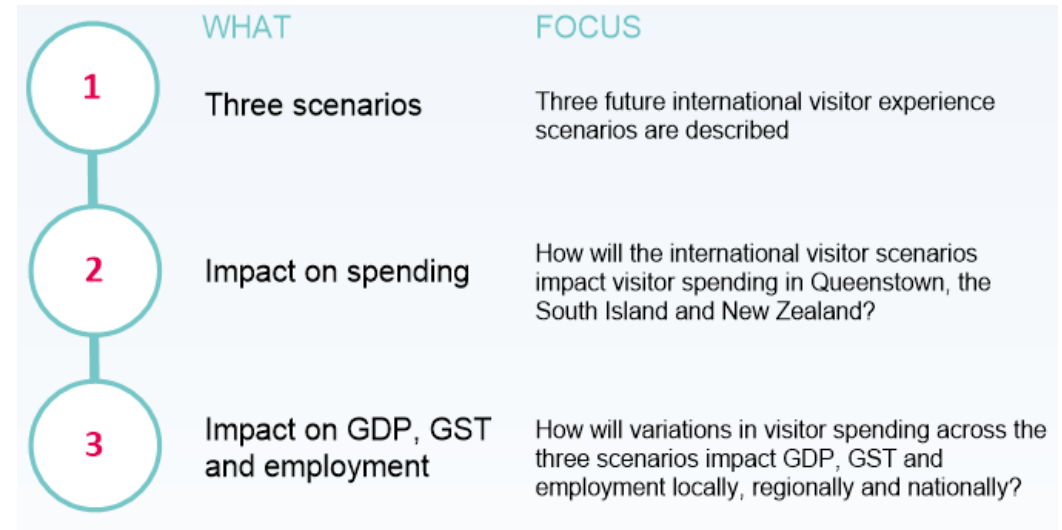 WHAT
FOCUS
1
Three scenarios
Three future international visitor experience
scenarios are described
2
Impact on spending
How will the international visitor scenarios
impact visitor spending in Queenstown, the
South Island and New Zealand?
3
Impact on GDP, GST
and employment
How will variations in visitor spending across the
three scenarios impact GDP, GST and
employment locally, regionally and nationally?